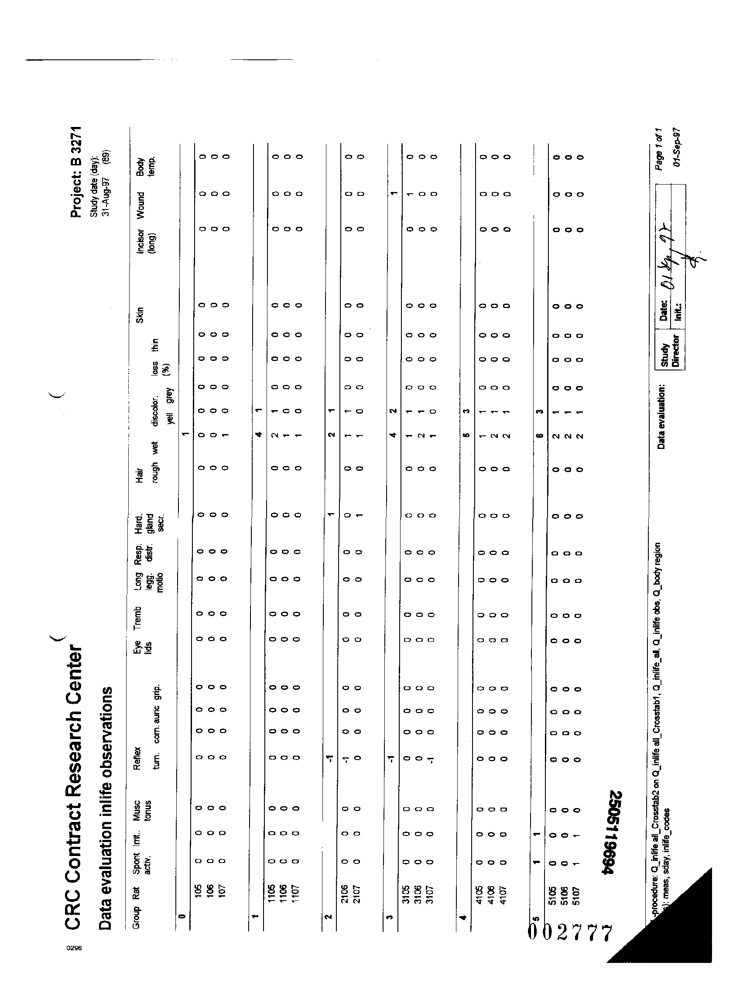 CRC Contract Research Center
Project: B 3271
Data evaluation inlife observations
Study date (day):
31-Aug-97 (89)
Group Rat Sport Irrit. Musc Reflex Eye Tremb Long Resp. Hard. Hair Skin Incisor Wound Body
activ. tonus turn. corn. auric grip. lids legg. distr. gland rough wet discolor. loss thin (long) temp.
motio secr. yell grey (%)
0 1
105 0 0 0 0 0 0 0 0 0 0 0 0 0 0 0 0 0 0 0 0 0 0
106 0 0 0 0 0 0 0 0 0 0 0 0 0 0 0 0 0 0 0 0 0 0
107 0 0 0 0 0 0 0 0 0 0 0 0 0 1 0 0 0 0 0 0 0 0
1 4 1
1105 0 0 0 0 0 0 0 0 0 0 0 0 0 2 1 0 0 0 0 0 0 0
1106 0 0 0 0 0 0 0 0 0 0 0 0 0 1 0 0 0 0 0 0 0 0
1107 0 0 0 0 0 0 0 0 0 0 0 0 0 1 0 0 0 0 0 0 0 0
2 -1 1 2 1
2106 0 0 0 -1 0 0 0 0 0 0 0 0 0 1 1 0 0 0 0 0 0 0
2107 0 0 0 0 0 0 0 0 0 0 0 1 0 1 0 0 0 0 0 0 0 0
3 -1 4 2 1
3105 0 0 0 0 0 0 0 0 0 0 0 0 0 1 1 0 0 0 0 0 1 0
3106 0 0 0 0 0 0 0 0 0 0 0 0 0 2 1 0 0 0 0 0 0 0
3107 0 0 0 -1 0 0 0 0 0 0 0 0 0 1 0 0 0 0 0 0 0 0
4 5 3
4105 0 0 0 0 0 0 0 0 0 0 0 0 0 1 1 0 0 0 0 0 0 0
4106 0 0 0 0 0 0 0 0 0 0 0 0 0 2 1 0 0 0 0 0 0 0
4107 0 0 0 0 0 0 0 0 0 0 0 0 0 2 1 0 0 0 0 0 0 0
5 1 1 6 3
5105 0 0 0 0 0 0 0 0 0 0 0 0 0 2 1 0 0 0 0 0 0 0
5106 0 0 0 0 0 0 0 0 0 0 0 0 0 2 1 0 0 0 0 0 0 0
5107 1 1 0 0 0 0 0 0 0 0 0 0 0 2 1 0 0 0 0 0 0 0
2505119694
-procedure: Q_inlife all_Crosstab2 on Q_inlife all_Crosstab1, Q_inlife_all, Q_inlife obs, Q_body region
meas, sday, inlife_codes
Data evaluation:
Study Director
Date: 01
Init.:
Page 1 of 1
01-Sep-97
002777
0296